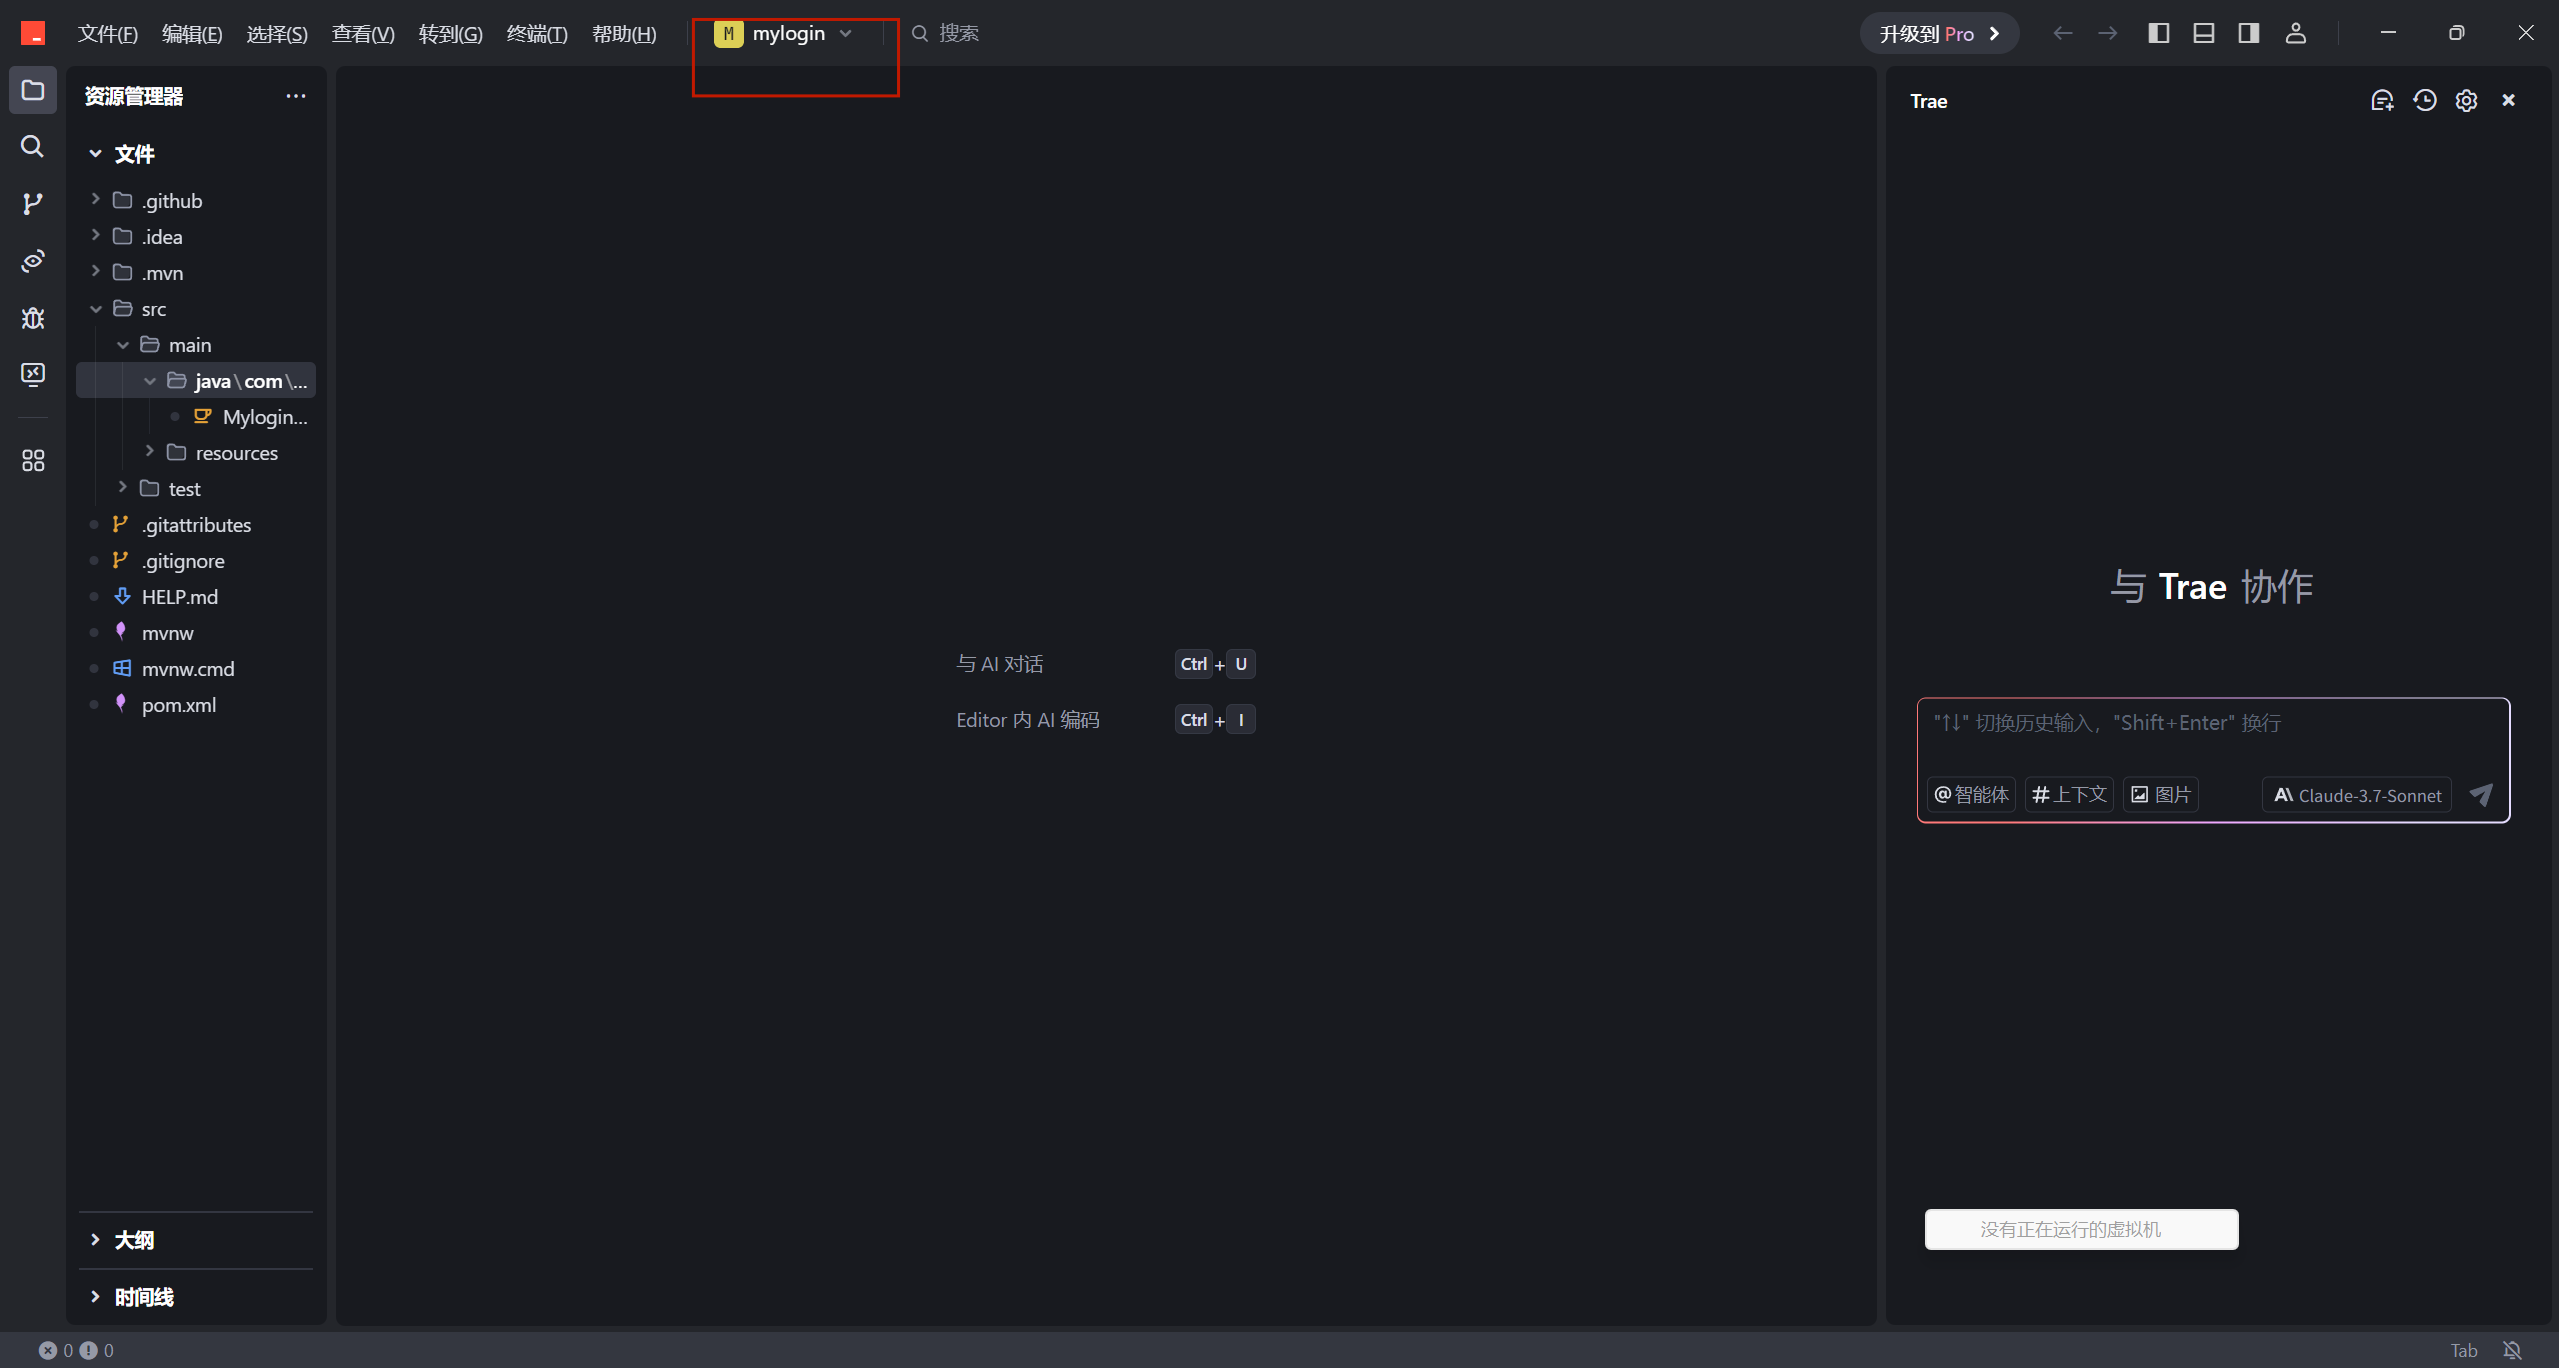 文件(F) 编辑(E) 选择(S) 查看(V) 转到(G) 终端(T) 帮助(H) M mylogin 搜索 升级到 Pro
资源管理器 ···
文件
.github
.idea
.mvn
src
main
java\com\...
Mylogin...
resources
test
.gitattributes
.gitignore
HELP.md
mvnw
mvnw.cmd
pom.xml
大纲
时间线
与 AI 对话 Ctrl + U
Editor 内 AI 编码 Ctrl + I
Trae
与 Trae 协作
"↑↓" 切换历史输入，"Shift+Enter" 换行
@智能体 #上下文 图片 Claude-3.7-Sonnet
没有正在运行的虚拟机
0 0 Tab